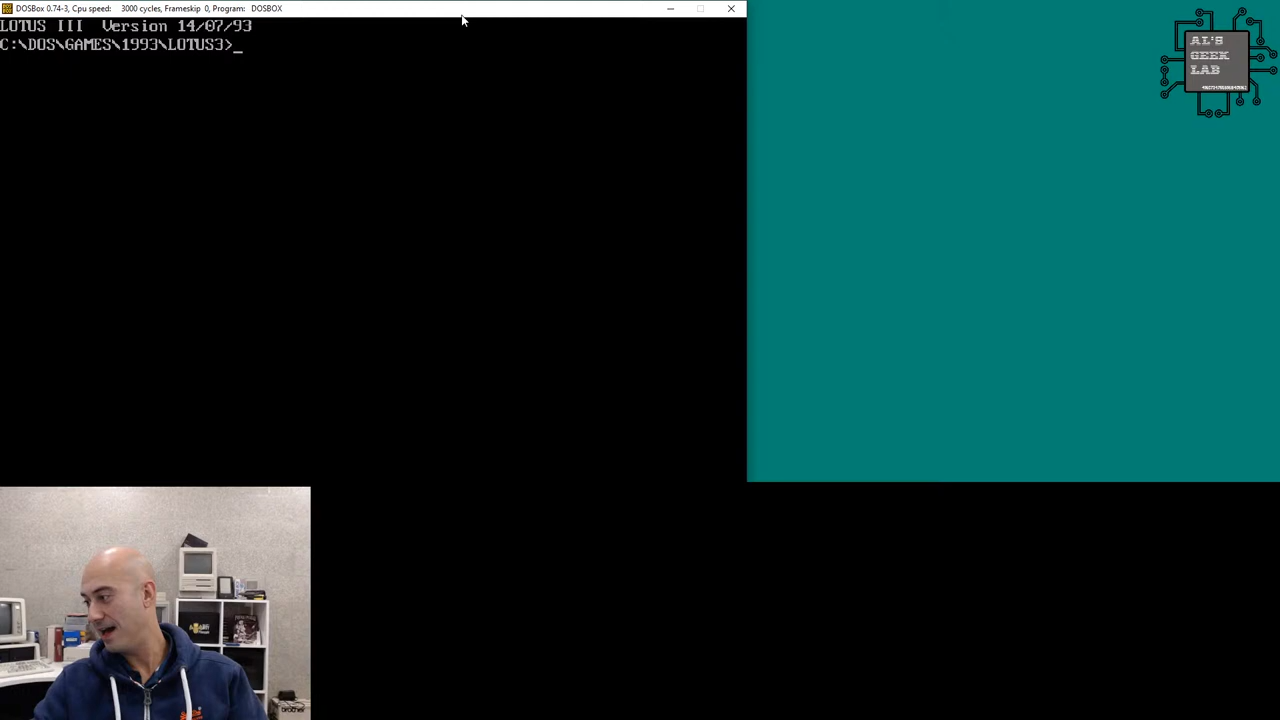 DOSBox 0.74-3, Cpu speed: 3000 cycles, Frameskip 0, Program: DOSBOX
LOTUS III Version 14/07/93
C:\DOS\GAMES\1993\LOTUS3>_
AL'S
GEEK
LAB
brother